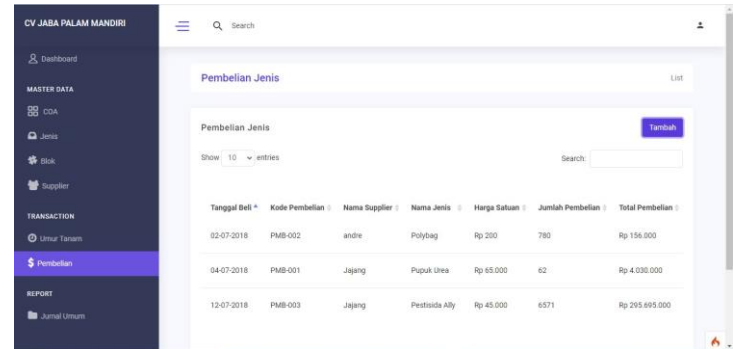 CV JABA PALAM MANDIRI
Search
Dashboard
Pembelian Jenis
List
MASTER DATA
COA
Jenis
Blok
Supplier
TRANSACTION
Umur Tanam
Pembelian
REPORT
Jurnal Umum
Pembelian Jenis
Tambah
Show 10 entries
Search:
Tanggal Beli Kode Pembelian Nama Supplier Nama Jenis Harga Satuan Jumlah Pembelian Total Pembelian
02-07-2018 PMB-002 andre Polybag Rp 200 780 Rp 156.000
04-07-2018 PMB-001 Jajang Pupuk Urea Rp 65.000 62 Rp 4.030.000
12-07-2018 PMB-003 Jajang Pestisida Ally Rp 45.000 6571 Rp 295.695.000